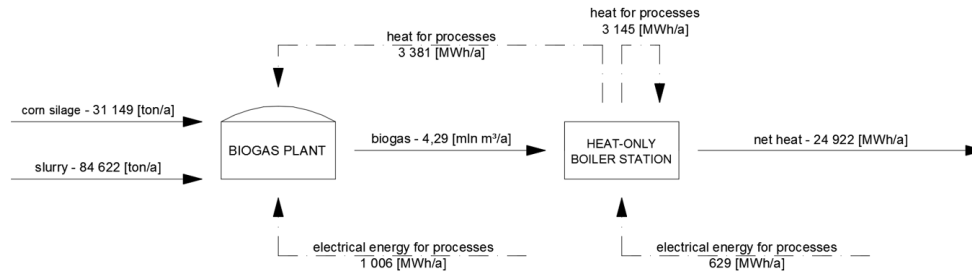 heat for processes
3 145 [MWh/a]
heat for processes
3 381 [MWh/a]
corn silage - 31 149 [ton/a]
BIOGAS PLANT
biogas - 4,29 [mln m³/a]
HEAT-ONLY
BOILER STATION
net heat - 24 922 [MWh/a]
slurry - 84 622 [ton/a]
electrical energy for processes
1 006 [MWh/a]
electrical energy for processes
629 [MWh/a]